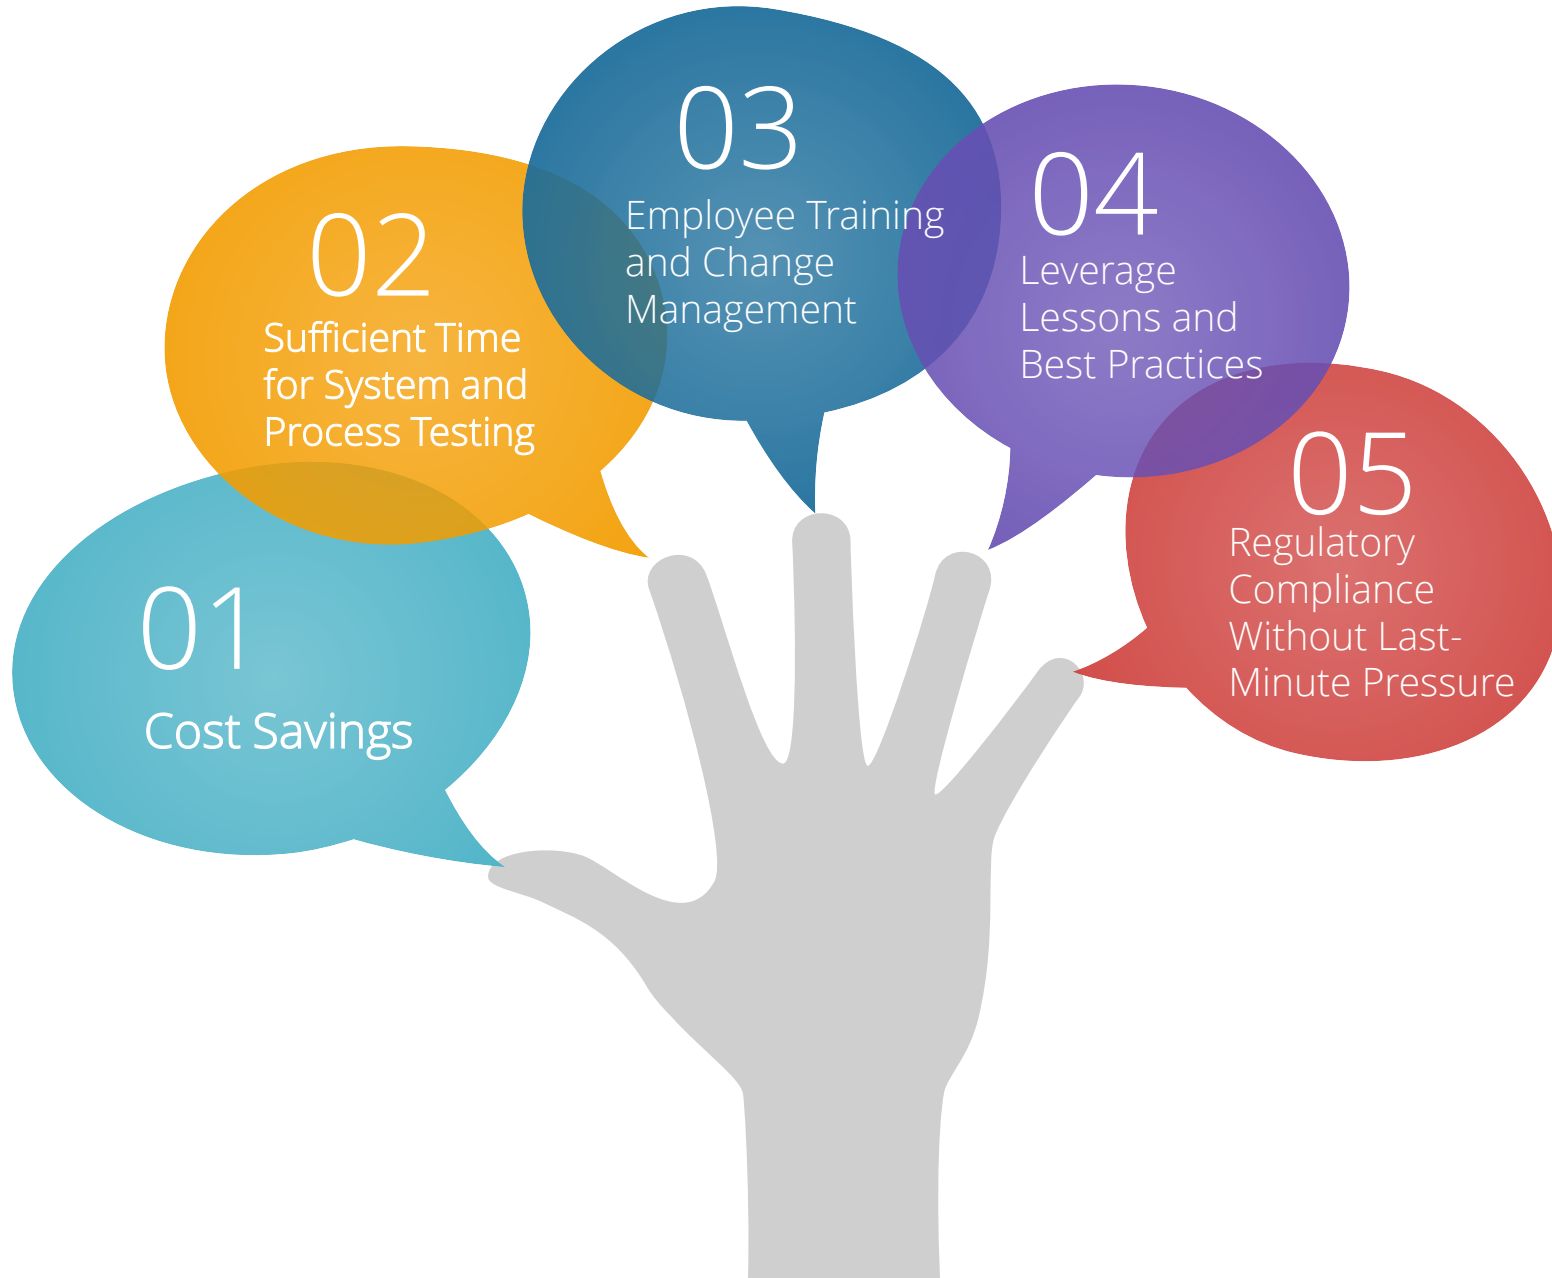 01
Cost Savings
02
Sufficient Time
for System and
Process Testing
03
Employee Training
and Change
Management
04
Leverage
Lessons and
Best Practices
05
Regulatory
Compliance
Without Last-
Minute Pressure